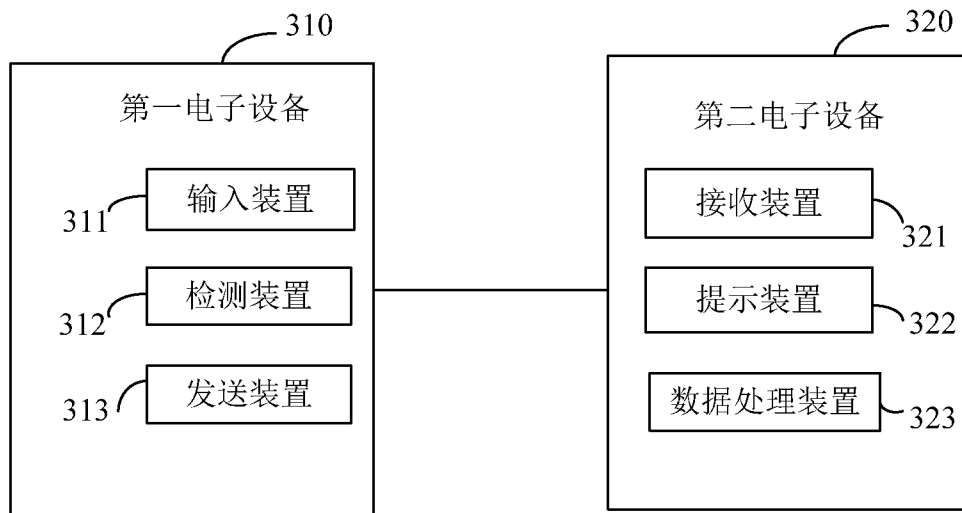 310
第一电子设备
输入装置
311
检测装置
312
发送装置
313
320
第二电子设备
接收装置
321
提示装置
322
数据处理装置
323